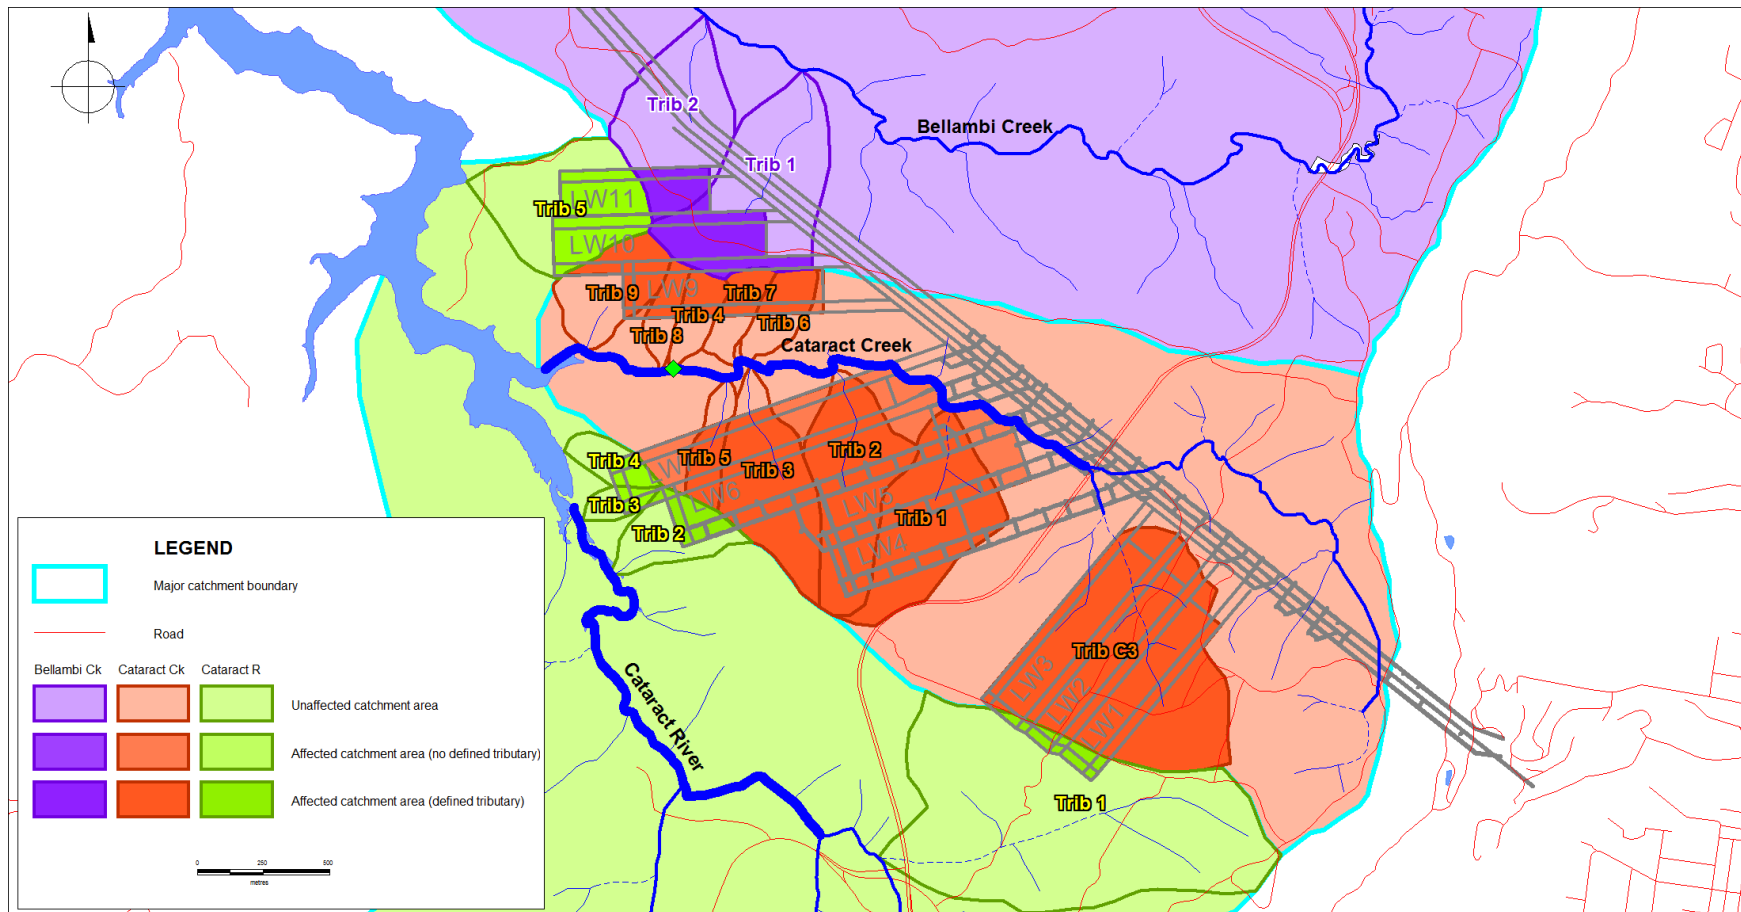 Trib 2
Bellambi Creek
Trib 1
LW11
Trib 5
LW10
Trib 9
LW9
Trib 7
Trib 4
Trib 6
Trib 8
Cataract Creek
Trib 4
LW
Trib 5
Trib 3
Trib 2
LW6
Trib 3
LW5
Trib 1
Trib 2
LW4
Trib C3
LW3
LW2
LW1
Cataract River
Trib 1
LEGEND
Major catchment boundary
Road
Bellambi Ck Cataract Ck Cataract R
Unaffected catchment area
Affected catchment area (no defined tributary)
Affected catchment area (defined tributary)
0 250 500
metres